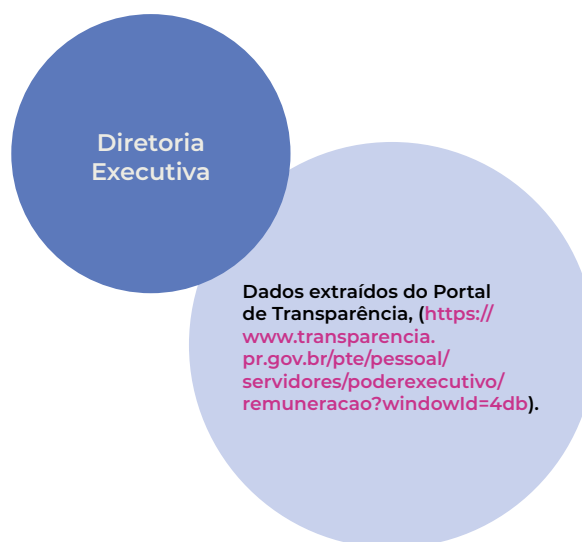 Diretoria
Executiva
Dados extraídos do Portal
de Transparência, (https://
www.transparencia.
pr.gov.br/pte/pessoal/
servidores/poderexecutivo/
remuneracao?windowId=4db).